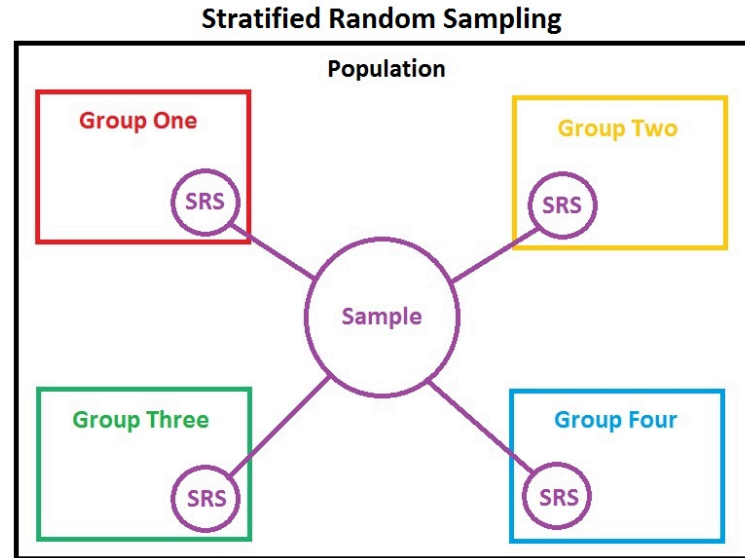 Stratified Random Sampling
Population
Group One
SRS
Group Two
SRS
Sample
Group Three
SRS
Group Four
SRS